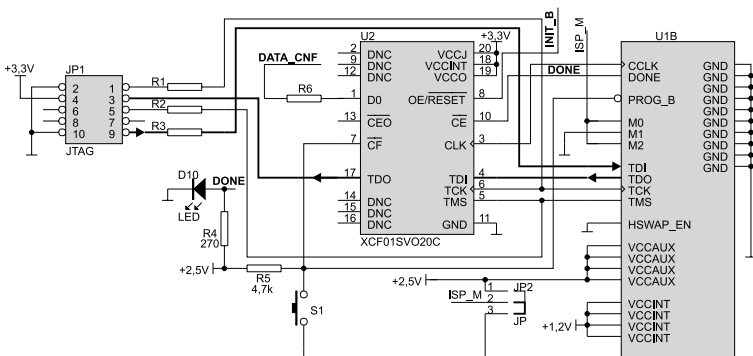 U2
U1B
INIT_B
ISP_M
+3,3V
JP1
+3,3V
2 1
4 3
6 5
8 7
10 9
JTAG
R1
R2
R3
DATA_CNF
R6
2 DNC
9 DNC
12 DNC
1 D0
13 CEO
7 CF
17 TDO
14 DNC
15 DNC
16 DNC
VCCJ 20
VCCINT 18
VCCO 19
OE/RESET 8
CE 10
CLK 3
TDI 4
TCK 6
TMS 5
GND 11
XCF01SVO20C
DONE
CCLK
DONE
PROG_B
M0
M1
M2
TDI
TDO
TCK
TMS
HSWAP_EN
VCCAUX
VCCAUX
VCCAUX
VCCAUX
VCCINT
VCCINT
VCCINT
VCCINT
GND
GND
GND
GND
GND
GND
GND
GND
D10
DONE
LED
R4
270
+2,5V
R5
4,7k
S1
+2,5V
ISP_M
1
2
3
JP2
JP
+1,2V